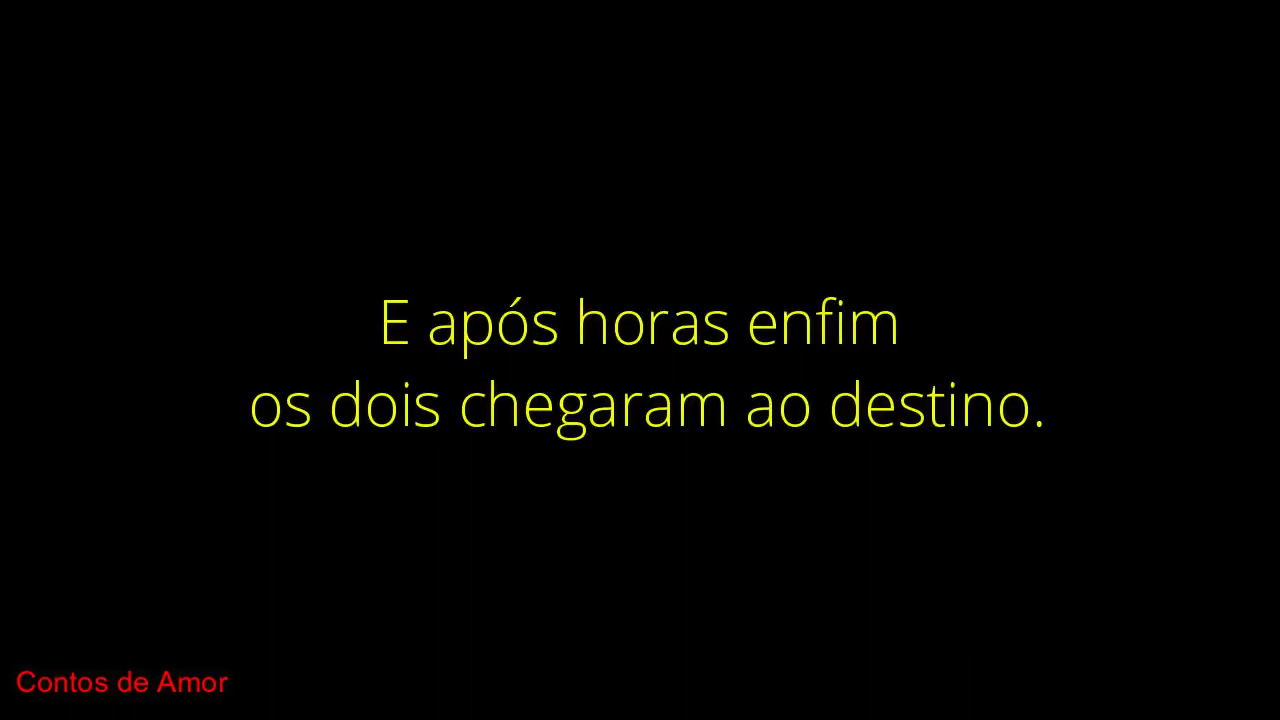 E após horas enfim
os dois chegaram ao destino.
Contos de Amor